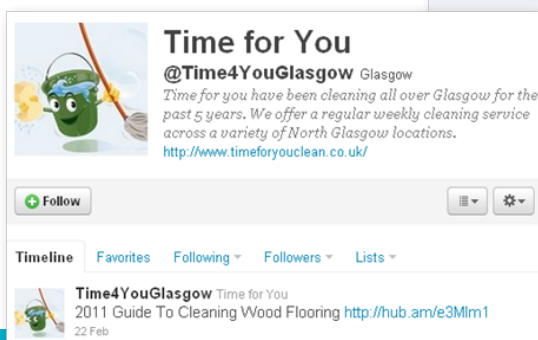 Time for You
@Time4YouGlasgow Glasgow
Time for you have been cleaning all over Glasgow for the
past 5 years. We offer a regular weekly cleaning service
across a variety of North Glasgow locations.
http://www.timeforyouclean.co.uk/
Follow
Timeline Favorites Following Followers Lists
Time4YouGlasgow Time for You
2011 Guide To Cleaning Wood Flooring http://hub.am/e3MIm1
22 Feb